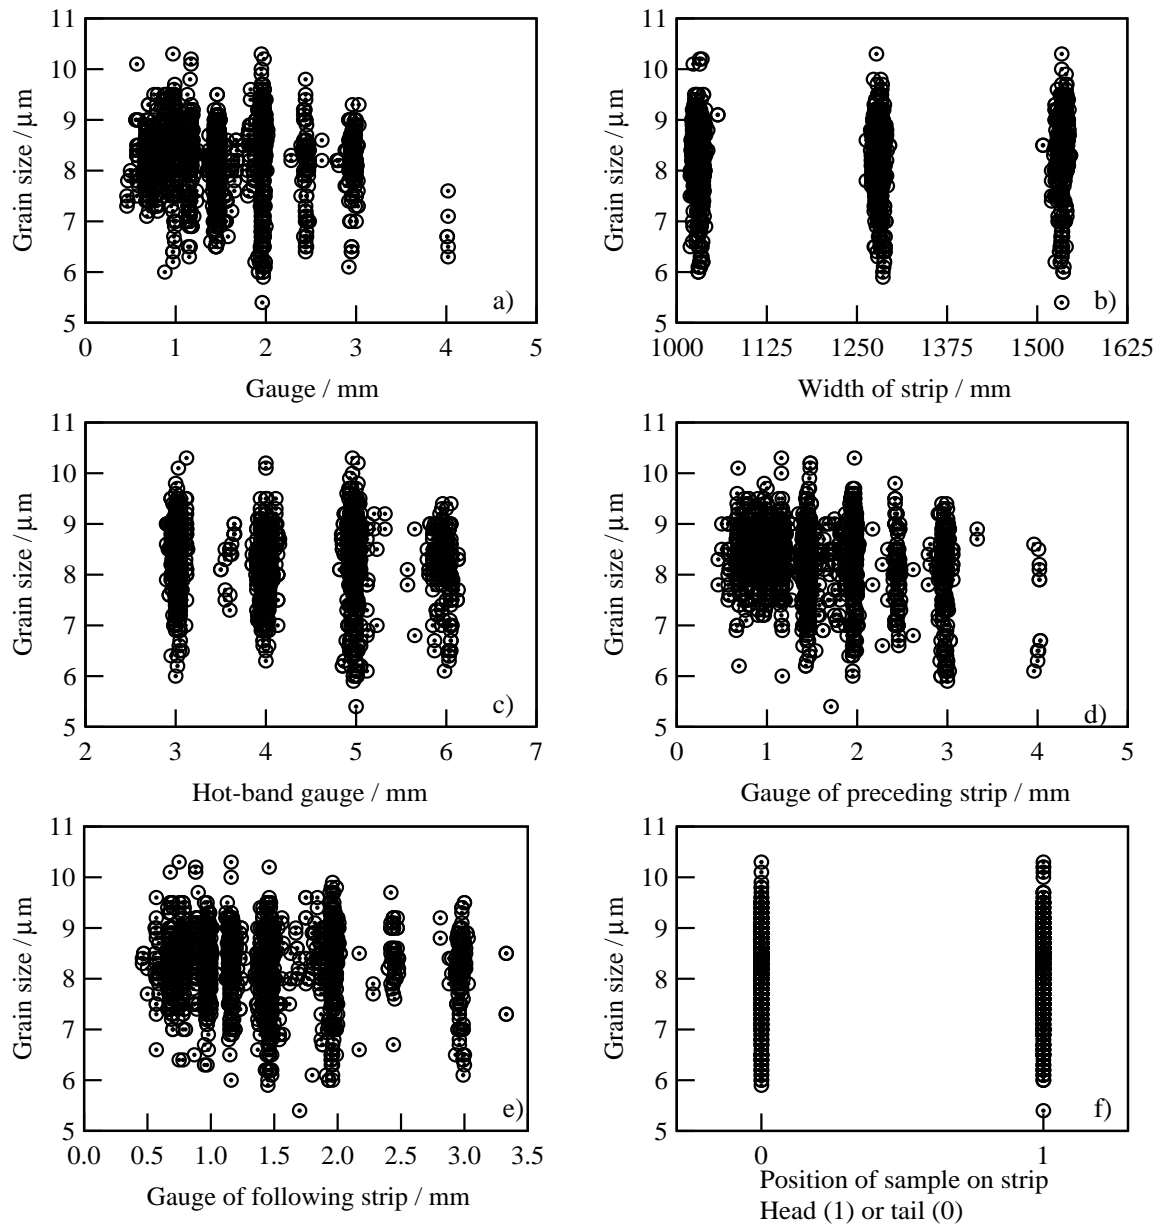 11
10
9
8
7
6
5
Grain size / μm
0 1 2 3 4 5
Gauge / mm
a)
11
10
9
8
7
6
5
Grain size / μm
1000 1125 1250 1375 1500 1625
Width of strip / mm
b)
11
10
9
8
7
6
5
Grain size / μm
2 3 4 5 6 7
Hot-band gauge / mm
c)
11
10
9
8
7
6
5
Grain size / μm
0 1 2 3 4 5
Gauge of preceding strip / mm
d)
11
10
9
8
7
6
5
Grain size / μm
0.0 0.5 1.0 1.5 2.0 2.5 3.0 3.5
Gauge of following strip / mm
e)
11
10
9
8
7
6
5
Grain size / μm
0 1
Position of sample on strip
Head (1) or tail (0)
f)